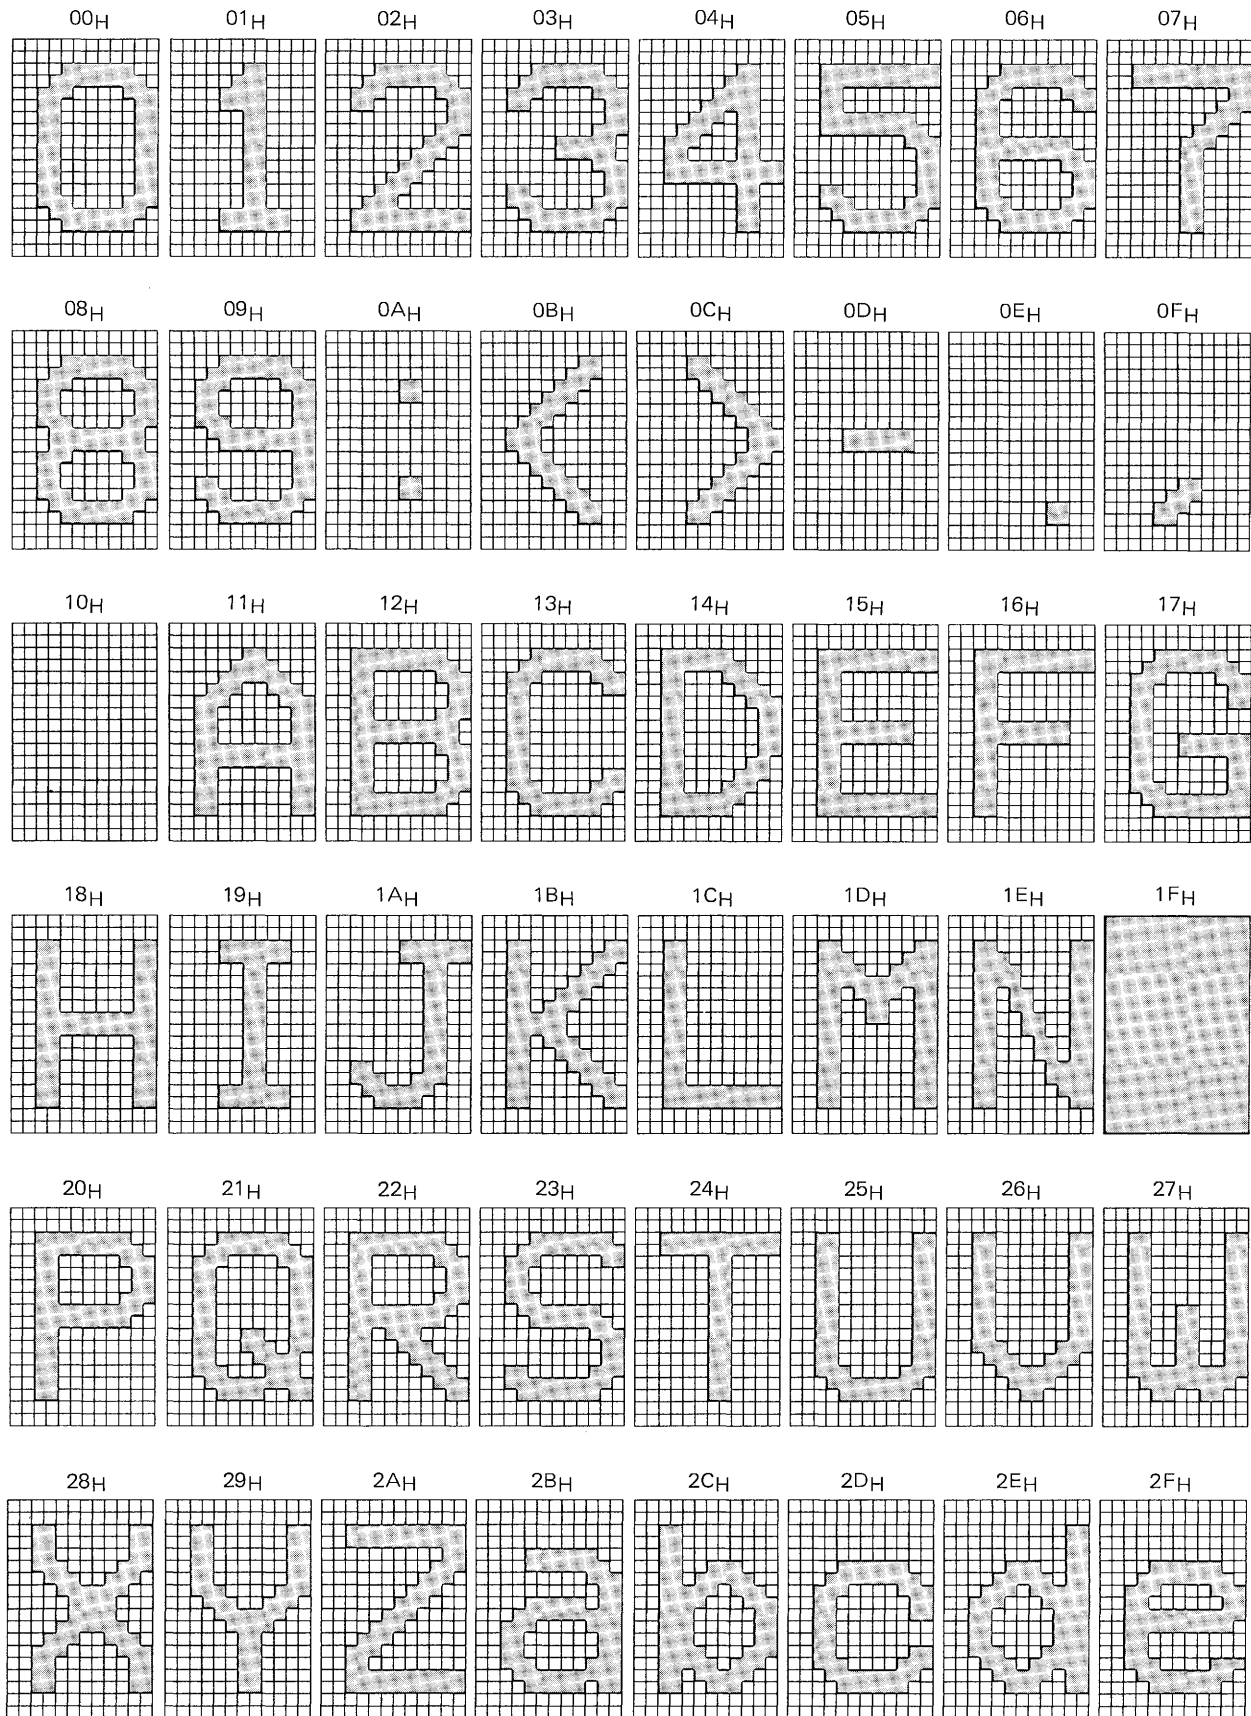 00H 01H 02H 03H 04H 05H 06H 07H
0 1 2 3 4 5 6 7
08H 09H 0AH 0BH 0CH 0DH 0EH 0FH
8 9 : < > - . ,
10H 11H 12H 13H 14H 15H 16H 17H
A B C D E F G
18H 19H 1AH 1BH 1CH 1DH 1EH 1FH
H I J K L M N
20H 21H 22H 23H 24H 25H 26H 27H
P Q R S T U V W
28H 29H 2AH 2BH 2CH 2DH 2EH 2FH
X Y Z a b c d e